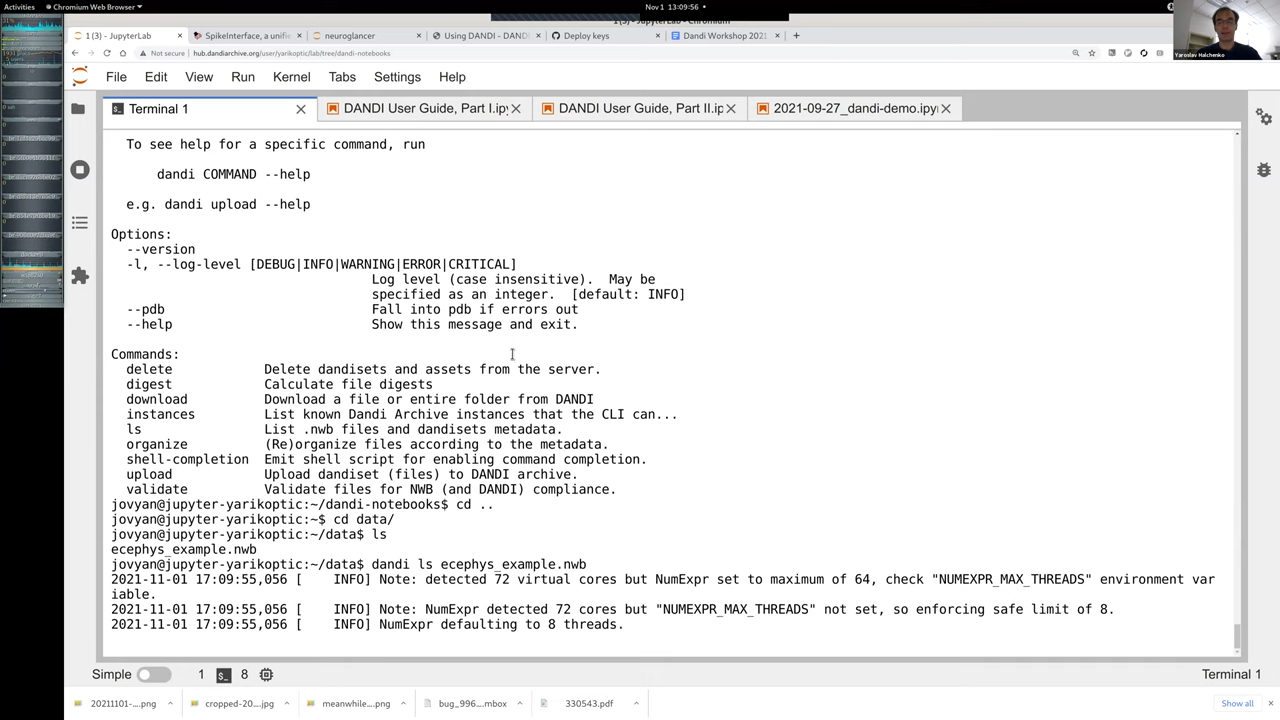 Activities
Chromium Web Browser
Nov 1 13:09:56
1 (3) - JupyterLab
SpikeInterface, a unifie
neuroglancer
Deploy keys
Dandi Workshop 2021
Not secure
hub.dandiarchive.org/user/yarikoptic/lab/tree/dandi-notebooks
Yaroslav Halchenko
File Edit View Run Kernel Tabs Settings Help
Terminal 1
DANDI User Guide, Part I.ipy
DANDI User Guide, Part I
2021-09-27_dandi-demo.ipy
To see help for a specific command, run
dandi COMMAND --help
e.g. dandi upload --help
Options:
--version
-l, --log-level [DEBUG|INFO|WARNING|ERROR|CRITICAL]
Log level (case insensitive). May be
specified as an integer. [default: INFO]
--pdb Fall into pdb if errors out
--help Show this message and exit.
Commands:
delete Delete dandisets and assets from the server.
digest Calculate file digests
download Download a file or entire folder from DANDI
instances List known Dandi Archive instances that the CLI can...
ls List .nwb files and dandisets metadata.
organize (Re)organize files according to the metadata.
shell-completion Emit shell script for enabling command completion.
upload Upload dandiset (files) to DANDI archive.
validate Validate files for NWB (and DANDI) compliance.
jovyan@jupyter-yarikoptic:~/dandi-notebooks$ cd ..
jovyan@jupyter-yarikoptic:~$ cd data/
jovyan@jupyter-yarikoptic:~/data$ ls
ecephys_example.nwb
jovyan@jupyter-yarikoptic:~/data$ dandi ls ecephys_example.nwb
2021-11-01 17:09:55,056 [ INFO] Note: detected 72 virtual cores but NumExpr set to maximum of 64, check "NUMEXPR_MAX_THREADS" environment var
iable.
2021-11-01 17:09:55,056 [ INFO] Note: NumExpr detected 72 cores but "NUMEXPR_MAX_THREADS" not set, so enforcing safe limit of 8.
2021-11-01 17:09:55,056 [ INFO] NumExpr defaulting to 8 threads.
Simple 1 8 Terminal 1
20211101-....png
cropped-20....jpg
meanwhile....png
bug_996....mbox
330543.pdf
Show all